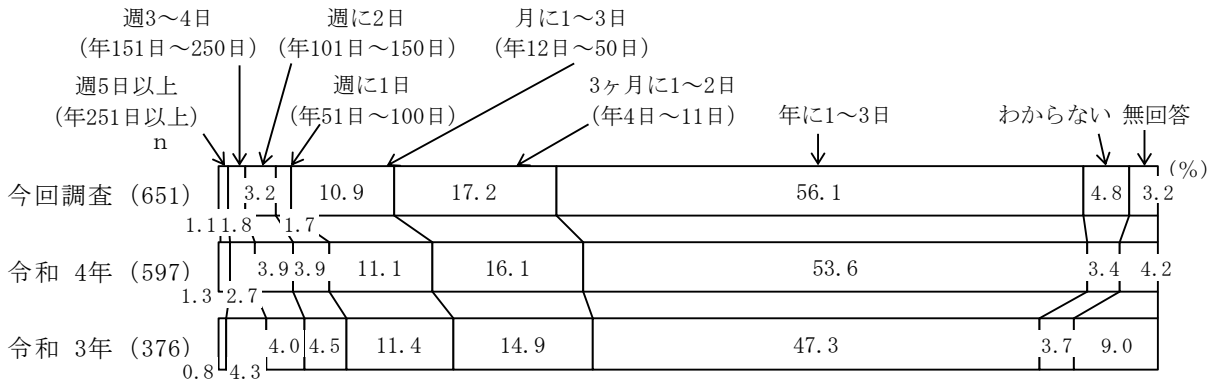 週3～4日 週に2日 月に1～3日
(年151日～250日) (年101日～150日) (年12日～50日)
週5日以上 週に1日 3ヶ月に1～2日
(年251日以上) (年51日～100日) (年4日～11日) 年に1～3日 わからない 無回答
n
(%)
今回調査 (651) 3.2 10.9 17.2 56.1 4.8 3.2
1.1 1.8 1.7
令和 4年 (597) 3.9 3.9 11.1 16.1 53.6 3.4 4.2
1.3 2.7
令和 3年 (376) 4.0 4.5 11.4 14.9 47.3 3.7 9.0
0.8 4.3